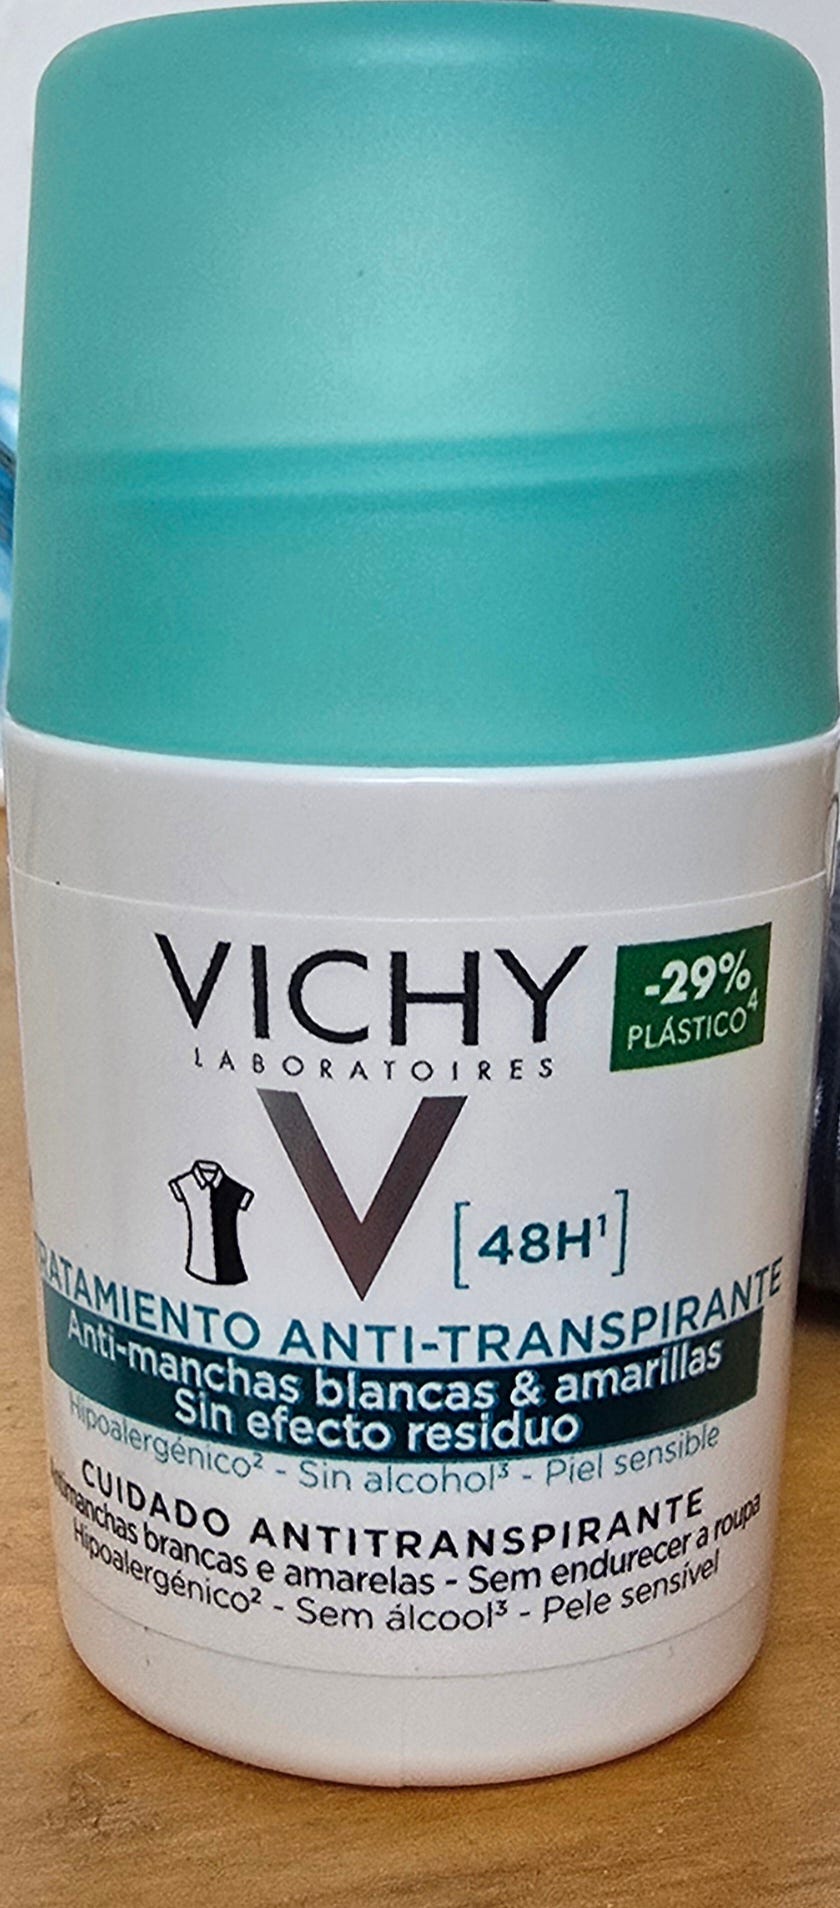 VICHY
LABORATOIRES
-29%
PLÁSTICO⁴
V
[48H¹]
TRATAMIENTO ANTI-TRANSPIRANTE
Anti-manchas blancas & amarillas
Sin efecto residuo
Hipoalergénico² - Sin alcohol³ - Piel sensible
CUIDADO ANTITRANSPIRANTE
Antimanchas brancas e amarelas - Sem endurecer a roupa
Hipoalergénico² - Sem álcool³ - Pele sensível